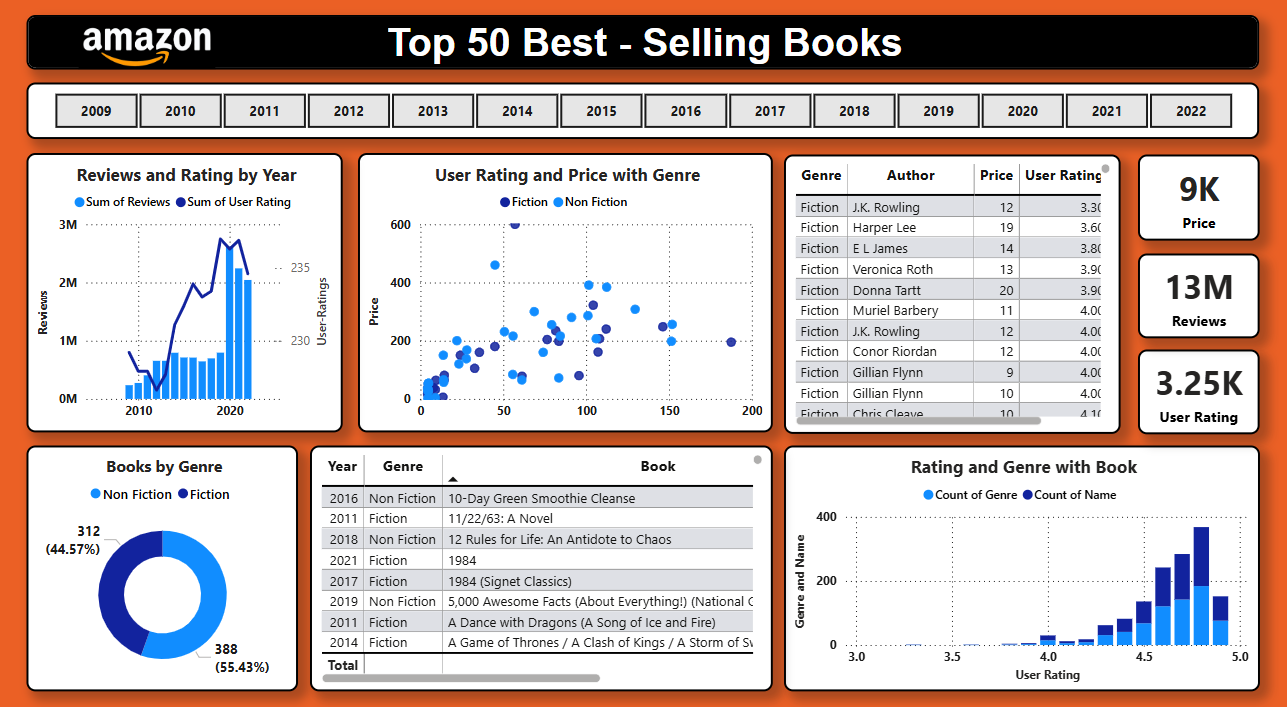 amazon
Top 50 Best - Selling Books
2009 2010 2011 2012 2013 2014 2015 2016 2017 2018 2019 2020 2021 2022
Reviews and Rating by Year
Sum of Reviews Sum of User Rating
3M
2M
1M
0M
235
230
2010 2020
Reviews
User-Ratings
User Rating and Price with Genre
Fiction Non Fiction
600
400
200
0
0 50 100 150 200
Price
Genre Author Price User Rating
Fiction J.K. Rowling 12 3.30
Fiction Harper Lee 19 3.60
Fiction E L James 14 3.80
Fiction Veronica Roth 13 3.90
Fiction Donna Tartt 20 3.90
Fiction Muriel Barbery 11 4.00
Fiction J.K. Rowling 12 4.00
Fiction Conor Riordan 12 4.00
Fiction Gillian Flynn 9 4.00
Fiction Gillian Flynn 10 4.00
Fiction Chris Cleave 10 4.10
9K
Price
13M
Reviews
3.25K
User Rating
Books by Genre
Non Fiction Fiction
312
(44.57%)
388
(55.43%)
Year Genre Book
2016 Non Fiction 10-Day Green Smoothie Cleanse
2011 Fiction 11/22/63: A Novel
2018 Non Fiction 12 Rules for Life: An Antidote to Chaos
2021 Fiction 1984
2017 Fiction 1984 (Signet Classics)
2019 Non Fiction 5,000 Awesome Facts (About Everything!) (National
2011 Fiction A Dance with Dragons (A Song of Ice and Fire)
2014 Fiction A Game of Thrones / A Clash of Kings / A Storm of
Total
Rating and Genre with Book
Count of Genre Count of Name
400
200
0
3.0 3.5 4.0 4.5 5.0
Genre and Name
User Rating